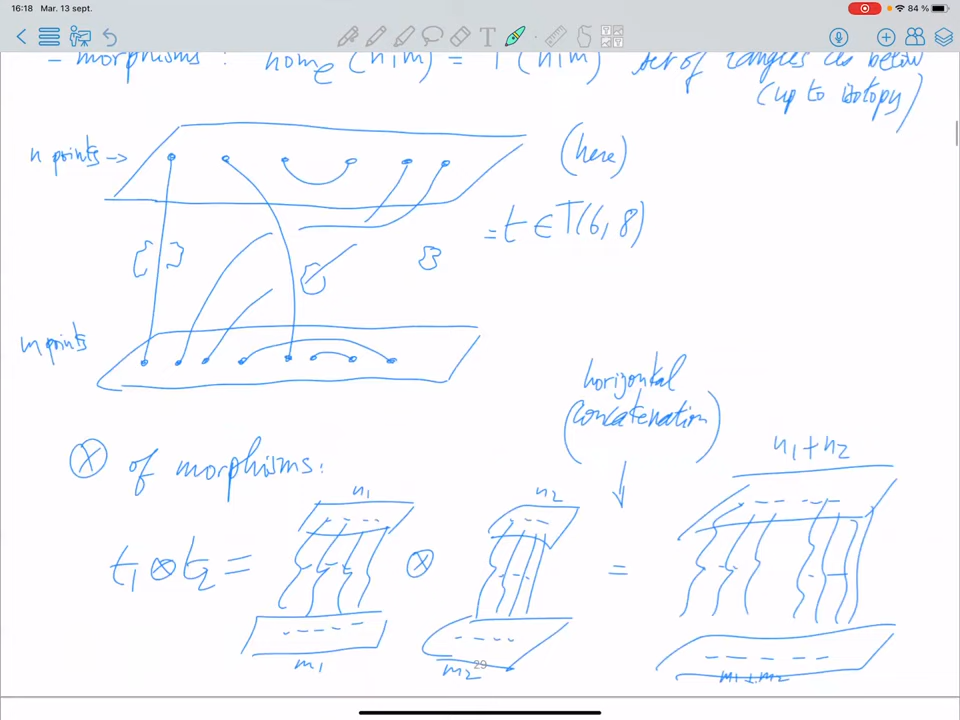 16:18 Mar. 13 sept.
84 %
T
- morphisms : hom_C (n,m) = T(n,m) set of tangles as below
(up to isotopy)
n points →
(here)
= t ∈ T(6, 8)
m points
horizontal
(concatenation)
⊗ of morphisms:
n1 + n2
n1
n2
t1 ⊗ t2 =
⊗
=
m1
m2
29
m1+m2